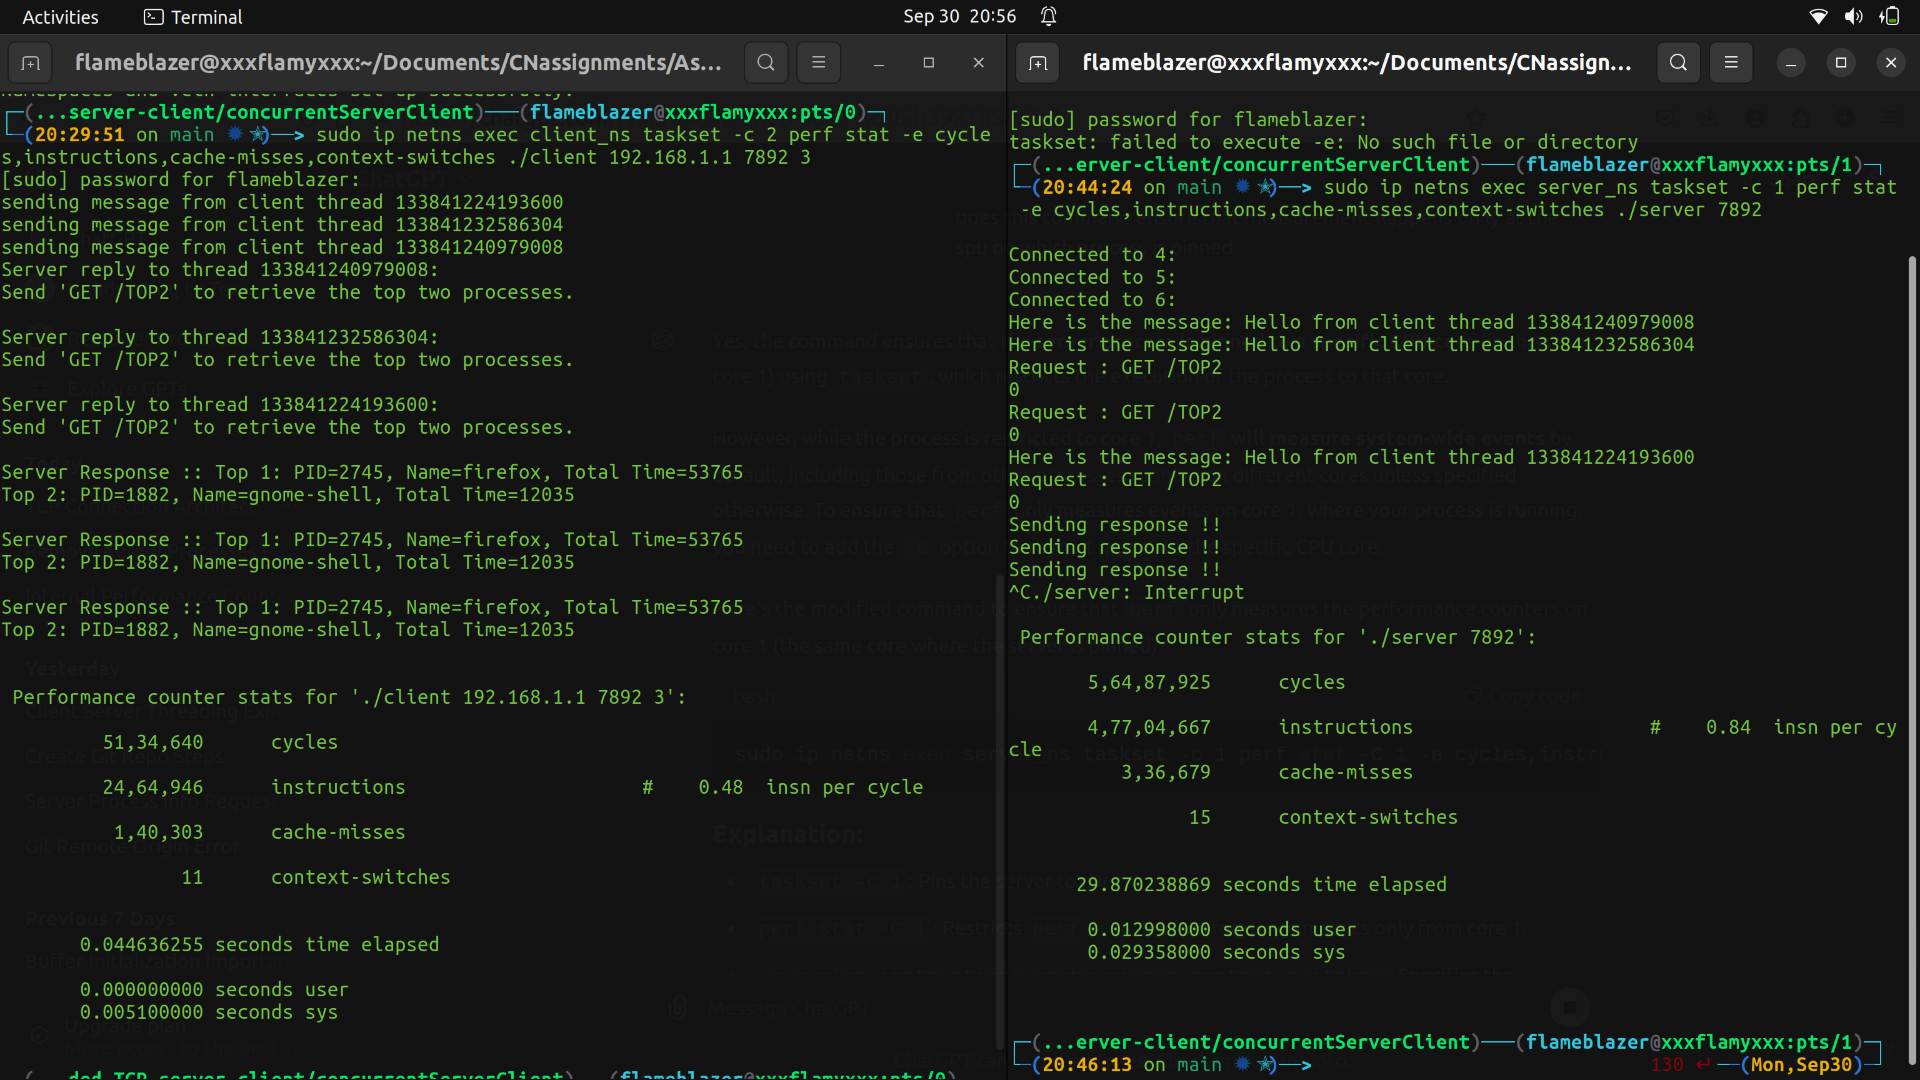 Activities
Terminal
Sep 30 20:56
flameblazer@xxxflamyxxx:~/Documents/CNassignments/As...
(...server-client/concurrentServerClient)───(flameblazer@xxxflamyxxx:pts/0)
(20:29:51 on main ✹ ✭)──> sudo ip netns exec client_ns taskset -c 2 perf stat -e cycle
s,instructions,cache-misses,context-switches ./client 192.168.1.1 7892 3
[sudo] password for flameblazer:
sending message from client thread 133841224193600
sending message from client thread 133841232586304
sending message from client thread 133841240979008
Server reply to thread 133841240979008:
Send 'GET /TOP2' to retrieve the top two processes.
Server reply to thread 133841232586304:
Send 'GET /TOP2' to retrieve the top two processes.
Server reply to thread 133841224193600:
Send 'GET /TOP2' to retrieve the top two processes.
Server Response :: Top 1: PID=2745, Name=firefox, Total Time=53765
Top 2: PID=1882, Name=gnome-shell, Total Time=12035
Server Response :: Top 1: PID=2745, Name=firefox, Total Time=53765
Top 2: PID=1882, Name=gnome-shell, Total Time=12035
Server Response :: Top 1: PID=2745, Name=firefox, Total Time=53765
Top 2: PID=1882, Name=gnome-shell, Total Time=12035
Performance counter stats for './client 192.168.1.1 7892 3':
51,34,640 cycles
24,64,946 instructions # 0.48 insn per cycle
1,40,303 cache-misses
11 context-switches
0.044636255 seconds time elapsed
0.000000000 seconds user
0.005100000 seconds sys
flameblazer@xxxflamyxxx:~/Documents/CNassign...
[sudo] password for flameblazer:
taskset: failed to execute -e: No such file or directory
(...erver-client/concurrentServerClient)───(flameblazer@xxxflamyxxx:pts/1)
(20:44:24 on main ✹ ✭)──> sudo ip netns exec server_ns taskset -c 1 perf stat
-e cycles,instructions,cache-misses,context-switches ./server 7892
Connected to 4:
Connected to 5:
Connected to 6:
Here is the message: Hello from client thread 133841240979008
Here is the message: Hello from client thread 133841232586304
Request : GET /TOP2
0
Request : GET /TOP2
0
Here is the message: Hello from client thread 133841224193600
Request : GET /TOP2
0
Sending response !!
Sending response !!
Sending response !!
^C./server: Interrupt
Performance counter stats for './server 7892':
5,64,87,925 cycles
4,77,04,667 instructions # 0.84 insn per cy
cle
3,36,679 cache-misses
15 context-switches
29.870238869 seconds time elapsed
0.012998000 seconds user
0.029358000 seconds sys
(...erver-client/concurrentServerClient)───(flameblazer@xxxflamyxxx:pts/1)
(20:46:13 on main ✹ ✭)──> 130 ↵ ──(Mon,Sep30)